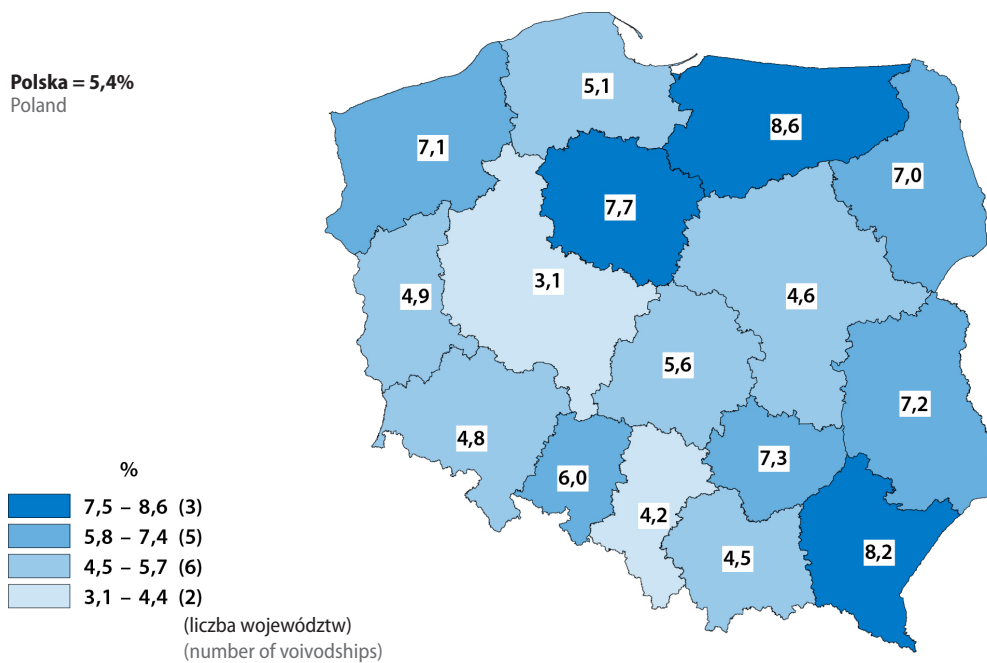 Polska = 5,4%
Poland
5,1
8,6
7,1
7,0
7,7
3,1
4,9
4,6
5,6
7,2
4,8
7,3
6,0
4,2
4,5
8,2
%
7,5 – 8,6 (3)
5,8 – 7,4 (5)
4,5 – 5,7 (6)
3,1 – 4,4 (2)
(liczba województw)
(number of voivodships)